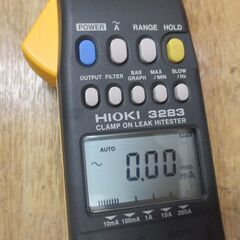 POWER ~A RANGE HOLD
OUTPUT FILTER BAR GRAPH MAX/MIN SLOW/Hz
HIOKI 3283
CLAMP ON LEAK HiTESTER
AUTO
~ 0.00 mA
10mA 100mA 1A 10A 200A